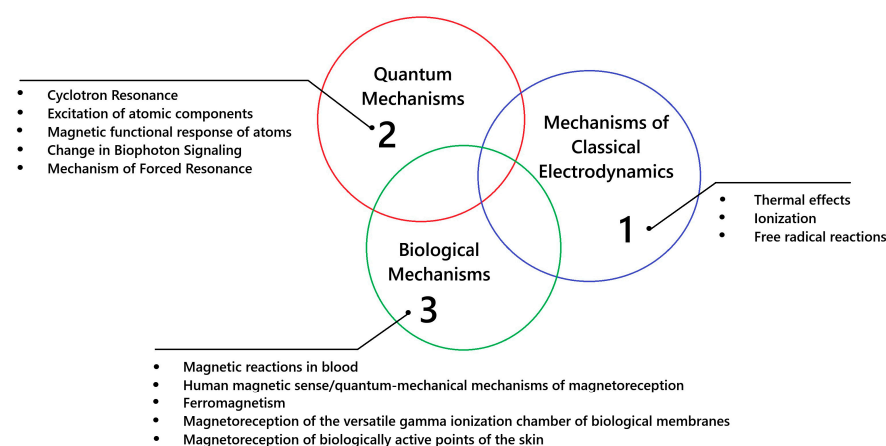 Quantum
Mechanisms
2
• Cyclotron Resonance
• Excitation of atomic components
• Magnetic functional response of atoms
• Change in Biophoton Signaling
• Mechanism of Forced Resonance
Mechanisms of
Classical
Electrodynamics
1
• Thermal effects
• Ionization
• Free radical reactions
Biological
Mechanisms
3
• Magnetic reactions in blood
• Human magnetic sense/quantum-mechanical mechanisms of magnetoreception
• Ferromagnetism
• Magnetoreception of the versatile gamma ionization chamber of biological membranes
• Magnetoreception of biologically active points of the skin